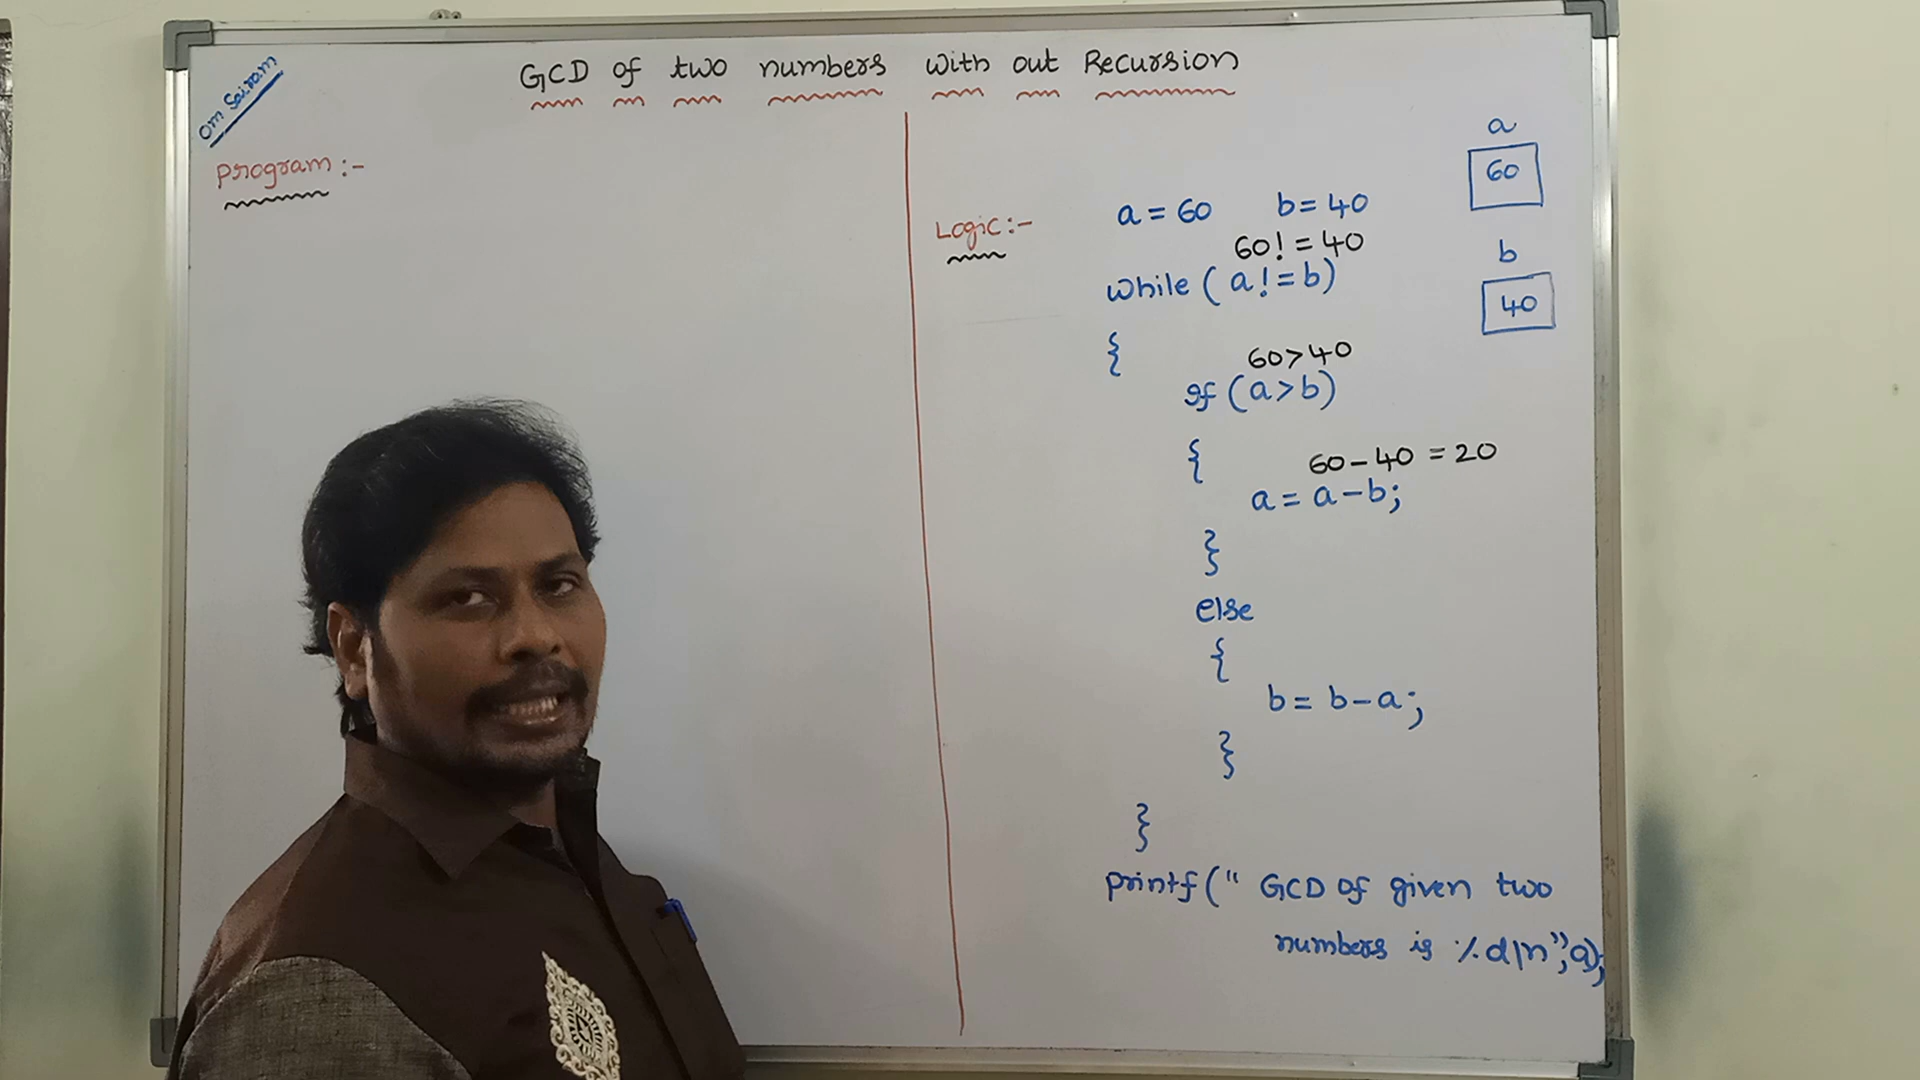 GCD of two numbers with out Recursion
Om Sairam
Program :-
Logic :-
a = 60 b = 40
60! = 40
while ( a! = b)
{
60>40
if (a>b)
{
60-40 = 20
a = a-b;
}
else
{
b = b-a;
}
}
printf (" GCD of given two
numbers is %d\n", a);
a
60
b
40